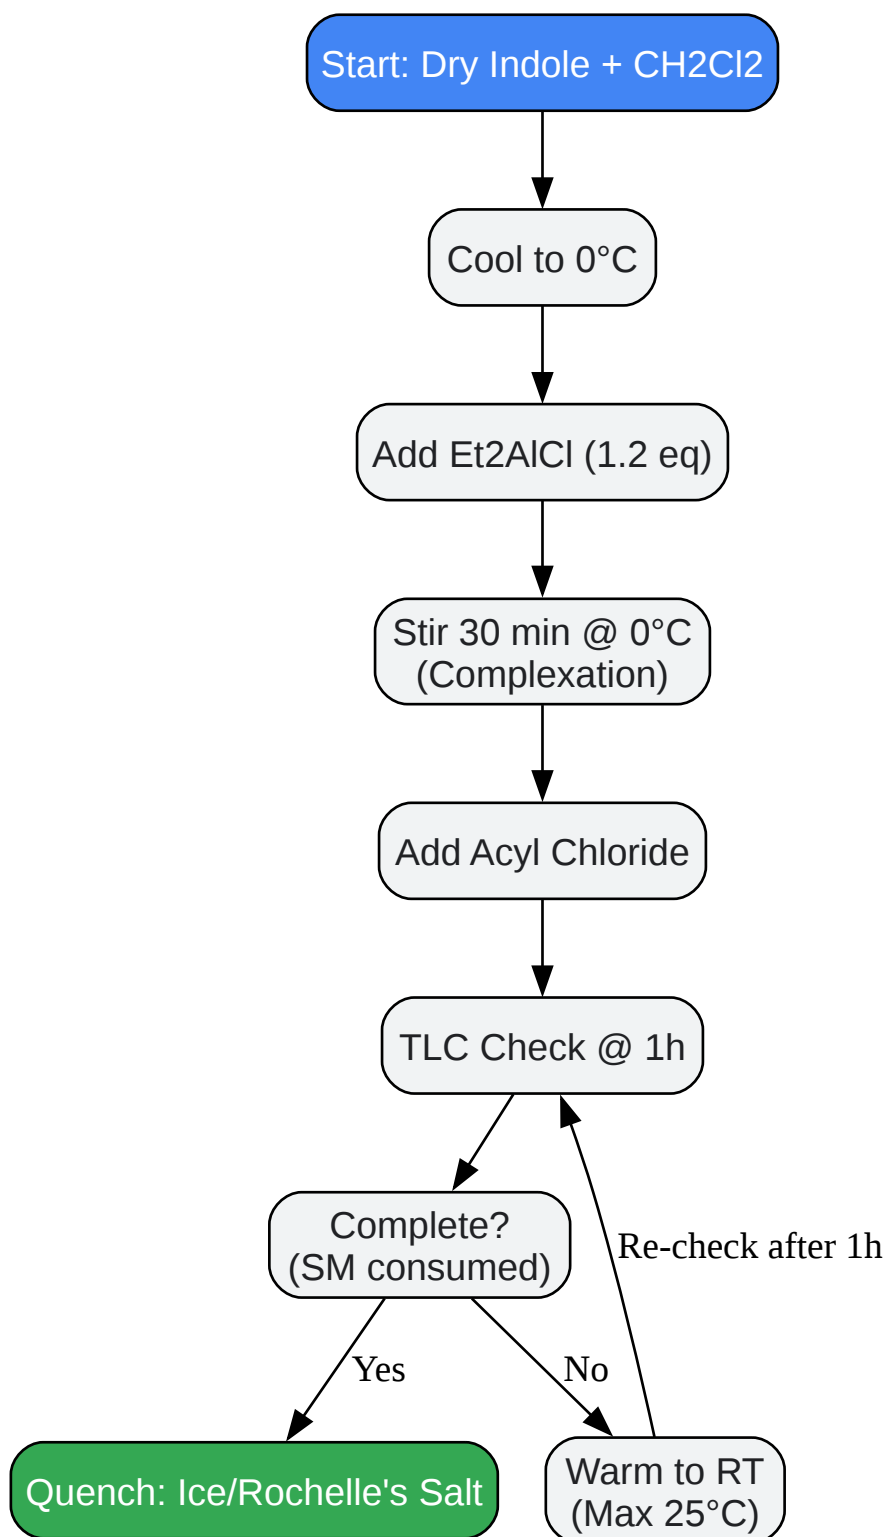 Start: Dry Indole + CH2Cl2
Cool to 0°C
Add Et2AlCl (1.2 eq)
Stir 30 min @ 0°C
(Complexation)
Add Acyl Chloride
TLC Check @ 1h
Complete?
(SM consumed)
Re-check after 1h
Yes
No
Quench: Ice/Rochelle's Salt
Warm to RT
(Max 25°C)